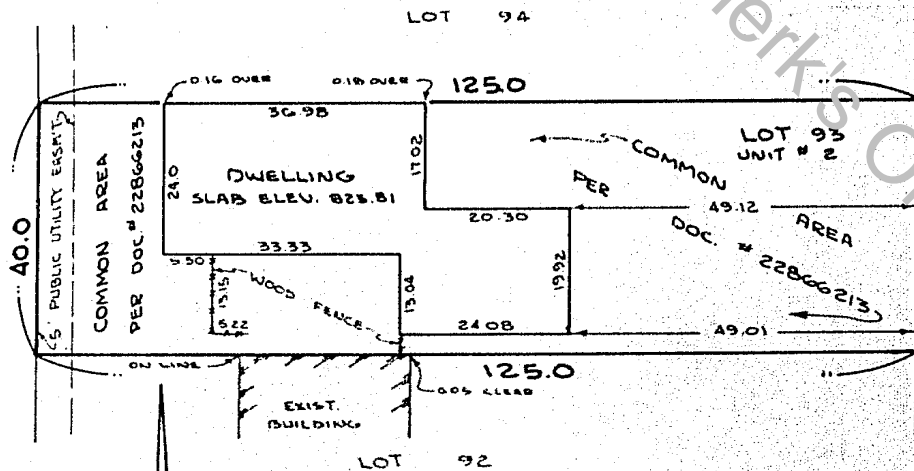 LOT 94
Clerk's O
0.16 OVER
0.18 OVER
125.0
36.98
LOT 93
UNIT # 2
5' PUBLIC UTILITY EASM'T
COMMON AREA
PER DOC.# 22866213
24.0
DWELLING
SLAB ELEV. 823.81
17.02
COMMON AREA
PER DOC. # 22866213
20.30
49.12
40.0
33.33
5.50
13.15
WOOD FENCE
13.04
19.92
5.22
24.08
49.01
ON LINE
125.0
0.05 CLEAR
EXIST.
BUILDING
LOT 92